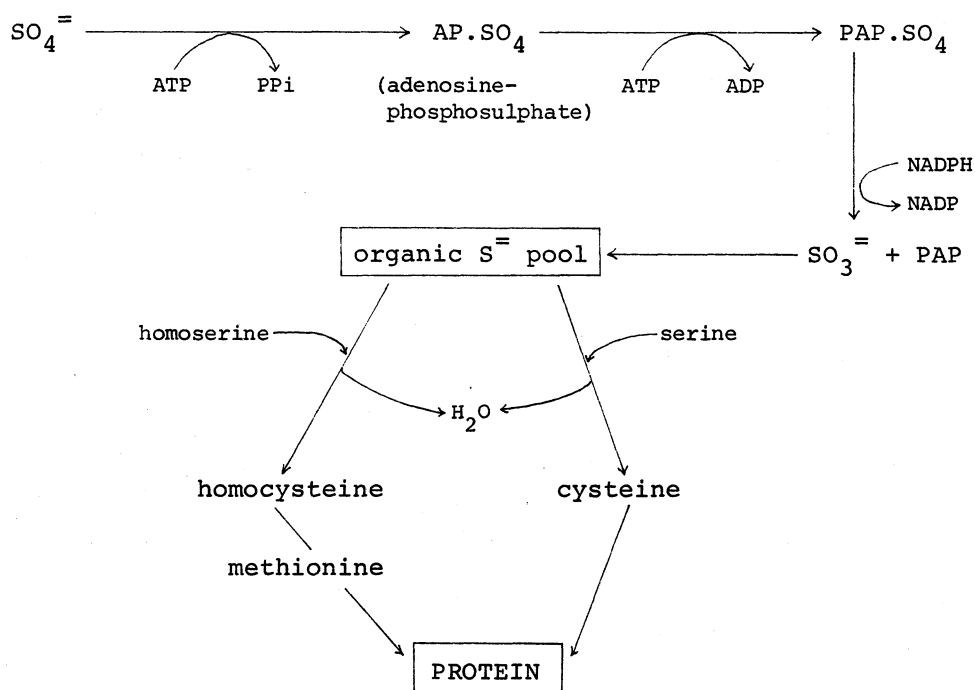 SO4= AP.SO4 PAP.SO4
ATP PPi (adenosine- ATP ADP
phosphosulphate)
NADPH
NADP
organic S= pool SO3= + PAP
homoserine serine
H2O
homocysteine cysteine
methionine
PROTEIN